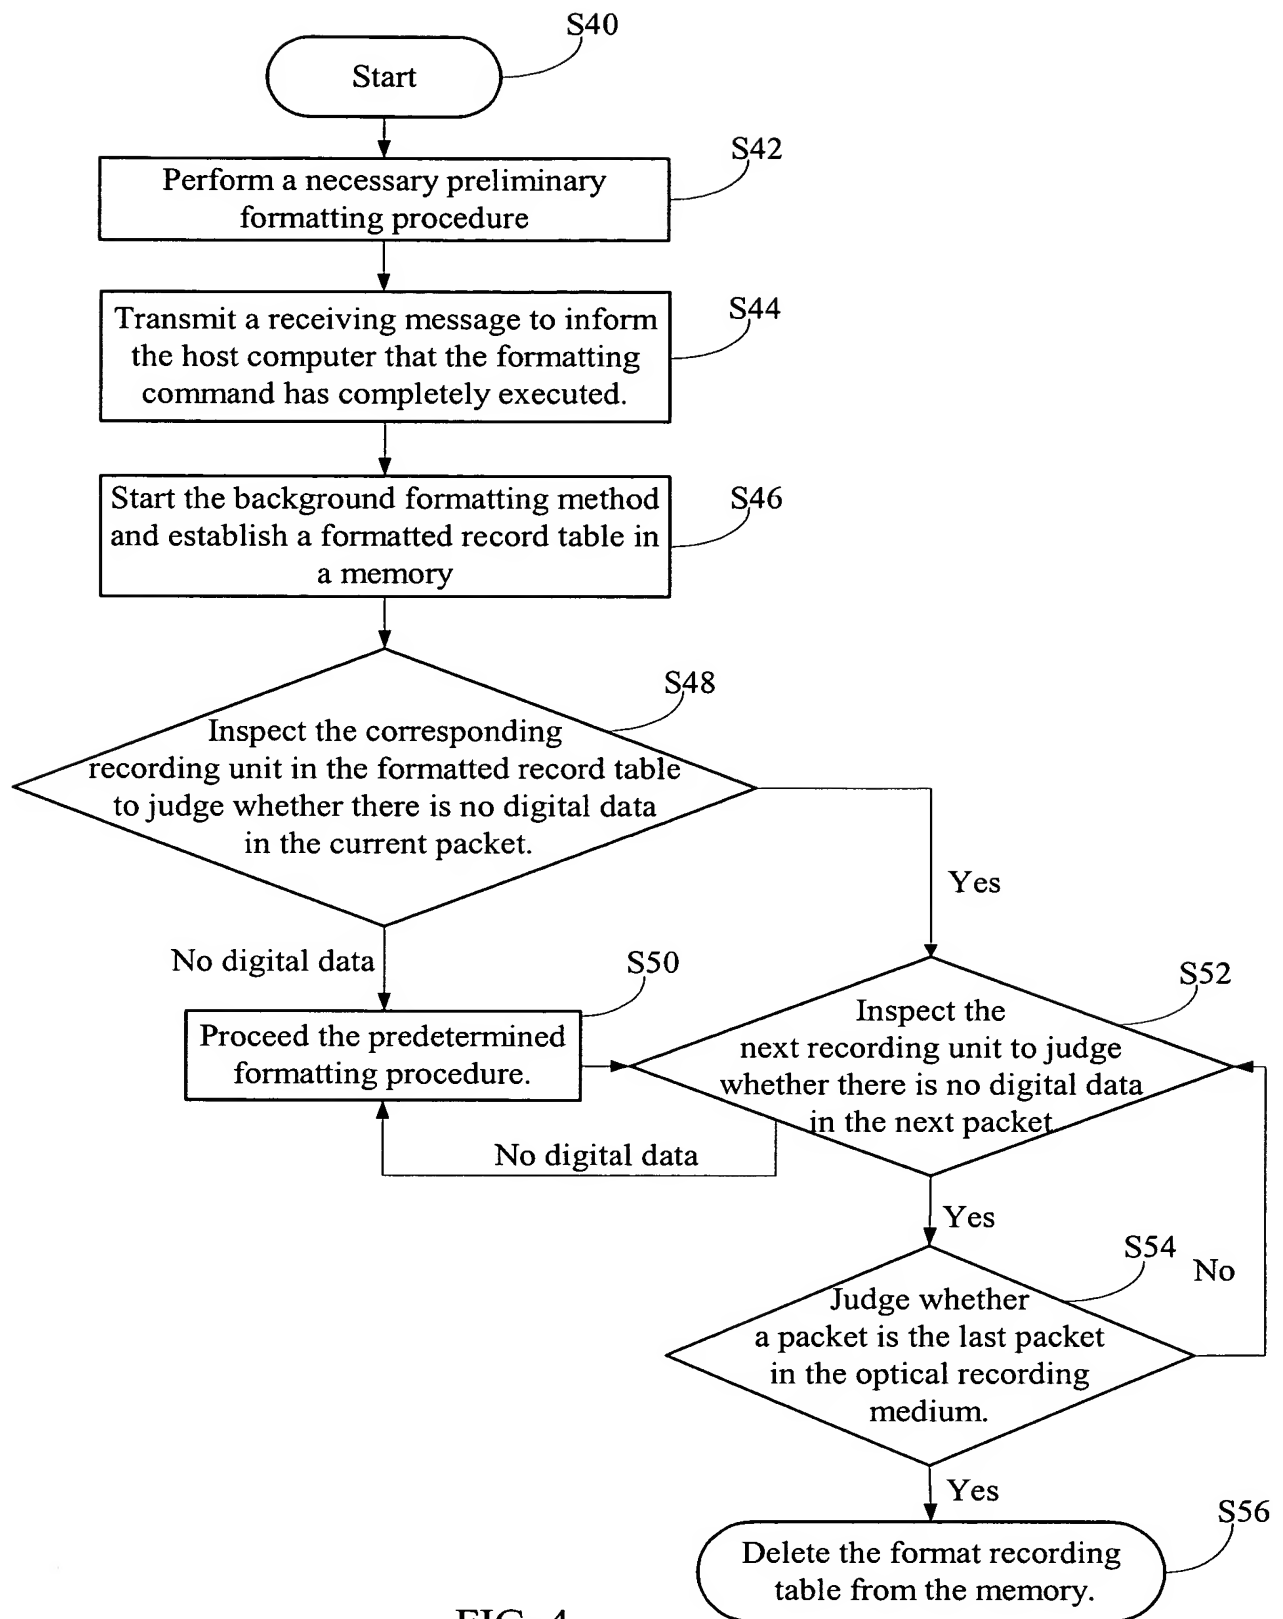 S40
Start
S42
Perform a necessary preliminary
formatting procedure
S44
Transmit a receiving message to inform
the host computer that the formatting
command has completely executed.
S46
Start the background formatting method
and establish a formatted record table in
a memory
S48
Inspect the corresponding
recording unit in the formatted record table
to judge whether there is no digital data
in the current packet.
Yes
No digital data
S50
Proceed the predetermined
formatting procedure.
S52
Inspect the
next recording unit to judge
whether there is no digital data
in the next packet
No digital data
Yes
S54
No
Judge whether
a packet is the last packet
in the optical recording
medium.
Yes
S56
Delete the format recording
table from the memory.
FIG. 4